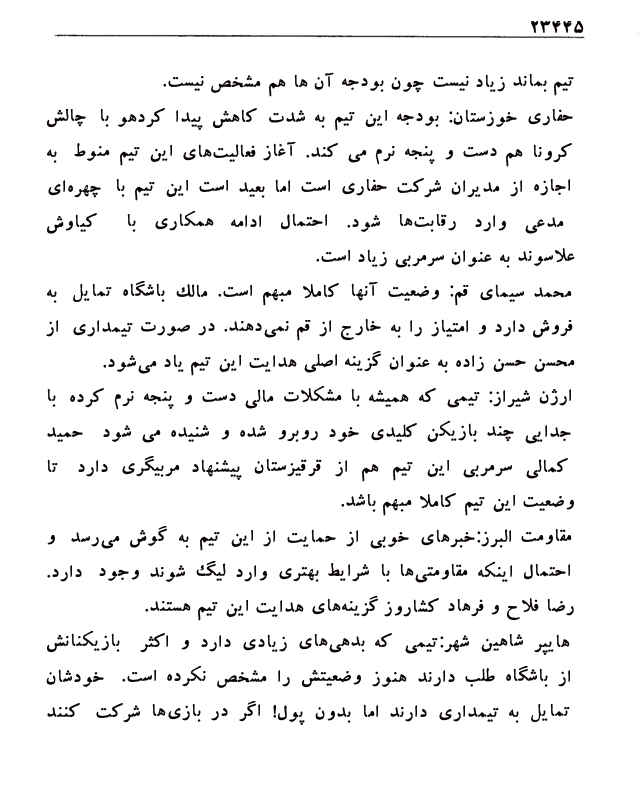 ۲۳۴۴۵
تیم بماند زیاد نیست چون بودجه آن ها هم مشخص نیست.
حفاری خوزستان: بودجه این تیم به شدت کاهش پیدا کردهو با چالش
کرونا هم دست و پنجه نرم می کند. آغاز فعالیت‌های این تیم منوط به
اجازه از مدیران شرکت حفاری است اما بعید است این تیم با چهره‌ای
مدعی وارد رقابت‌ها شود. احتمال ادامه همکاری با کیاوش
علاسوند به عنوان سرمربی زیاد است.
محمد سیمای قم: وضعیت آنها کاملا مبهم است. مالک باشگاه تمایل به
فروش دارد و امتیاز را به خارج از قم نمی‌دهند. در صورت تیمداری از
محسن حسن زاده به عنوان گزینه اصلی هدایت این تیم یاد می‌شود.
ارژن شیراز: تیمی که همیشه با مشکلات مالی دست و پنجه نرم کرده با
جدایی چند بازیکن کلیدی خود روبرو شده و شنیده می شود حمید
کمالی سرمربی این تیم هم از قرقیزستان پیشنهاد مربیگری دارد تا
وضعیت این تیم کاملا مبهم باشد.
مقاومت البرز:خبرهای خوبی از حمایت از این تیم به گوش می‌رسد و
احتمال اینکه مقاومتی‌ها با شرایط بهتری وارد لیگ شوند وجود دارد.
رضا فلاح و فرهاد کشاروز گزینه‌های هدایت این تیم هستند.
هایپر شاهین شهر:تیمی که بدهی‌های زیادی دارد و اکثر بازیکنانش
از باشگاه طلب دارند هنوز وضعیتش را مشخص نکرده است. خودشان
تمایل به تیمداری دارند اما بدون پول! اگر در بازی‌ها شرکت کنند